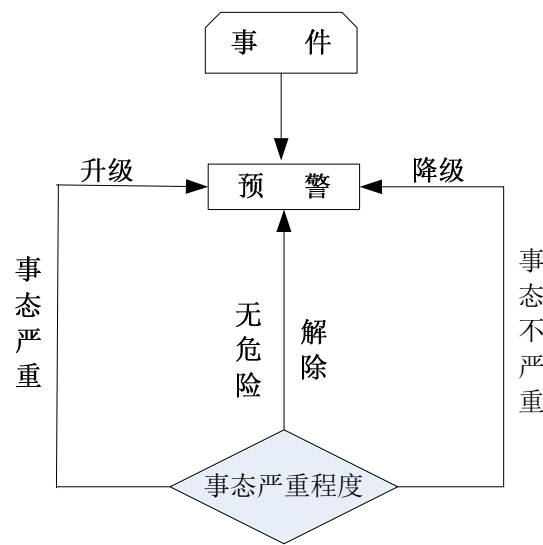 事 件
升级
预 警
降级
事态严重
无危险
解除
事态不严重
事态严重程度